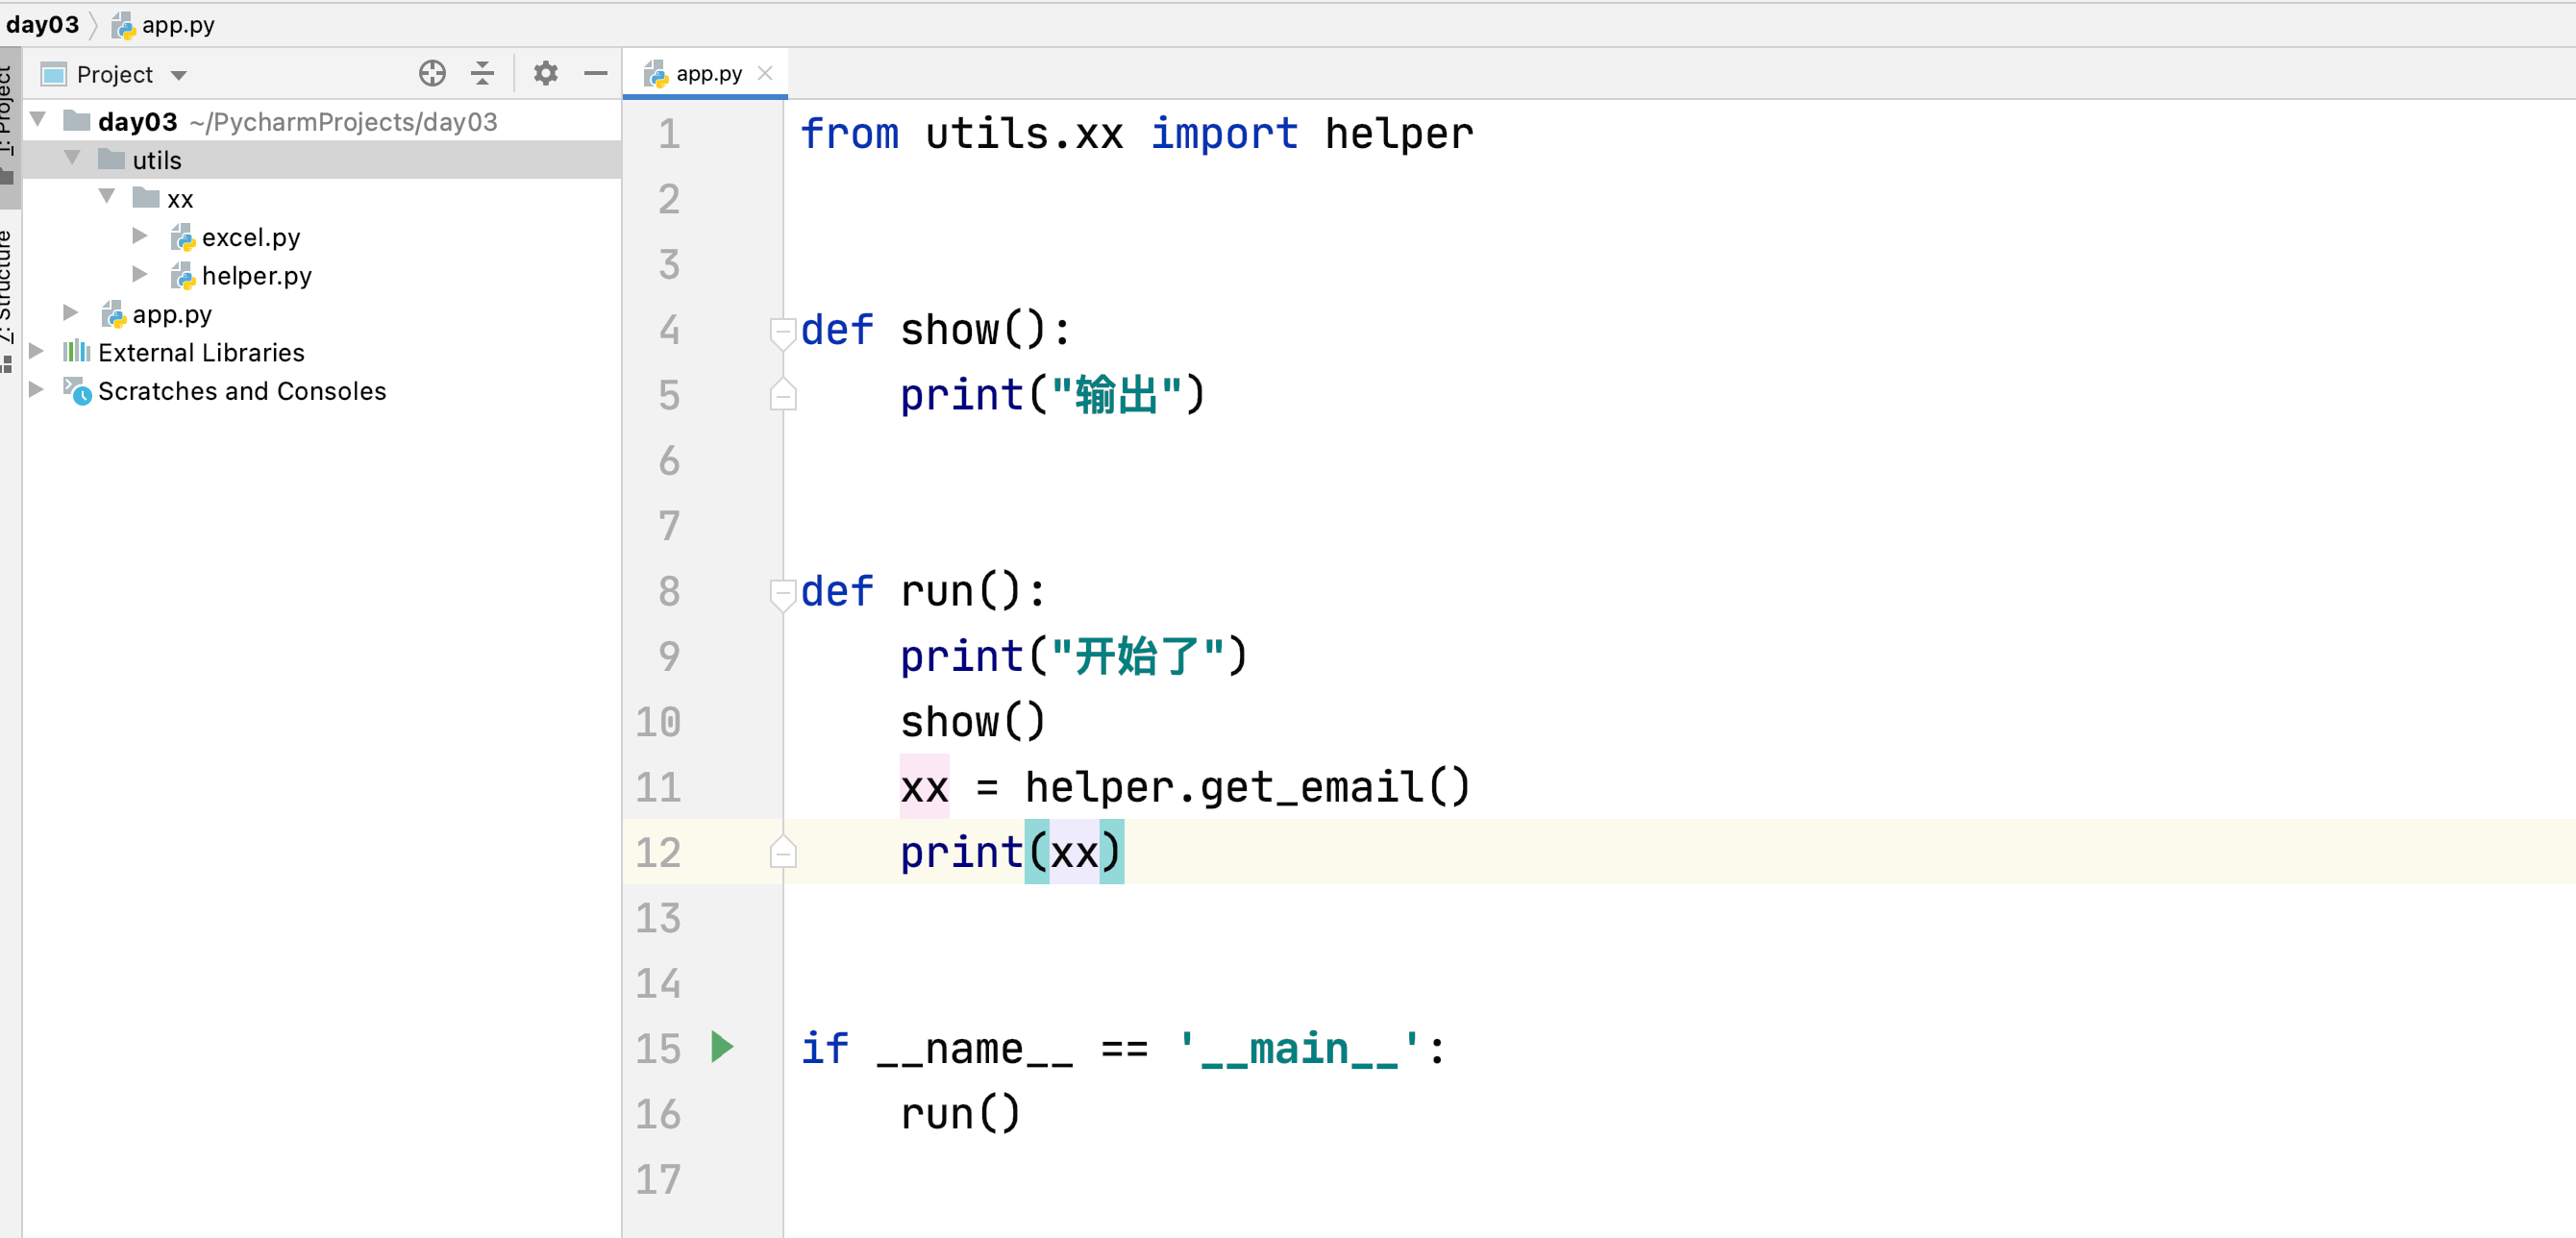 day03 app.py
Project
app.py
1: Project
Z: Structure
day03 ~/PycharmProjects/day03
utils
xx
excel.py
helper.py
app.py
External Libraries
Scratches and Consoles
1 from utils.xx import helper
2
3
4 def show():
5 print("输出")
6
7
8 def run():
9 print("开始了")
10 show()
11 xx = helper.get_email()
12 print(xx)
13
14
15 if __name__ == '__main__':
16 run()
17